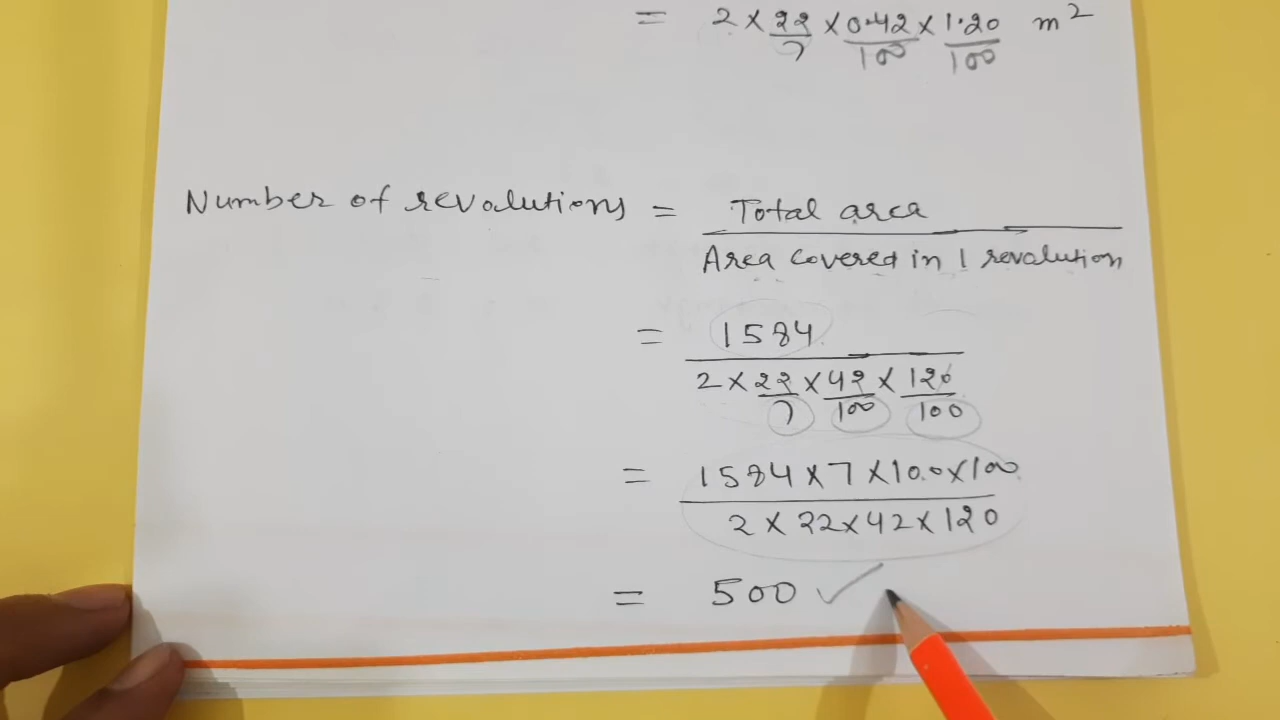 = 2 × 22/7 × 0.42/100 × 1.20/100 m²
Number of revolutions = Total area / Area covered in 1 revalution
= 1584 / 2 × 22/7 × 42/100 × 120/100
= 1584 × 7 × 100 × 100 / 2 × 22 × 42 × 120
= 500 ✓